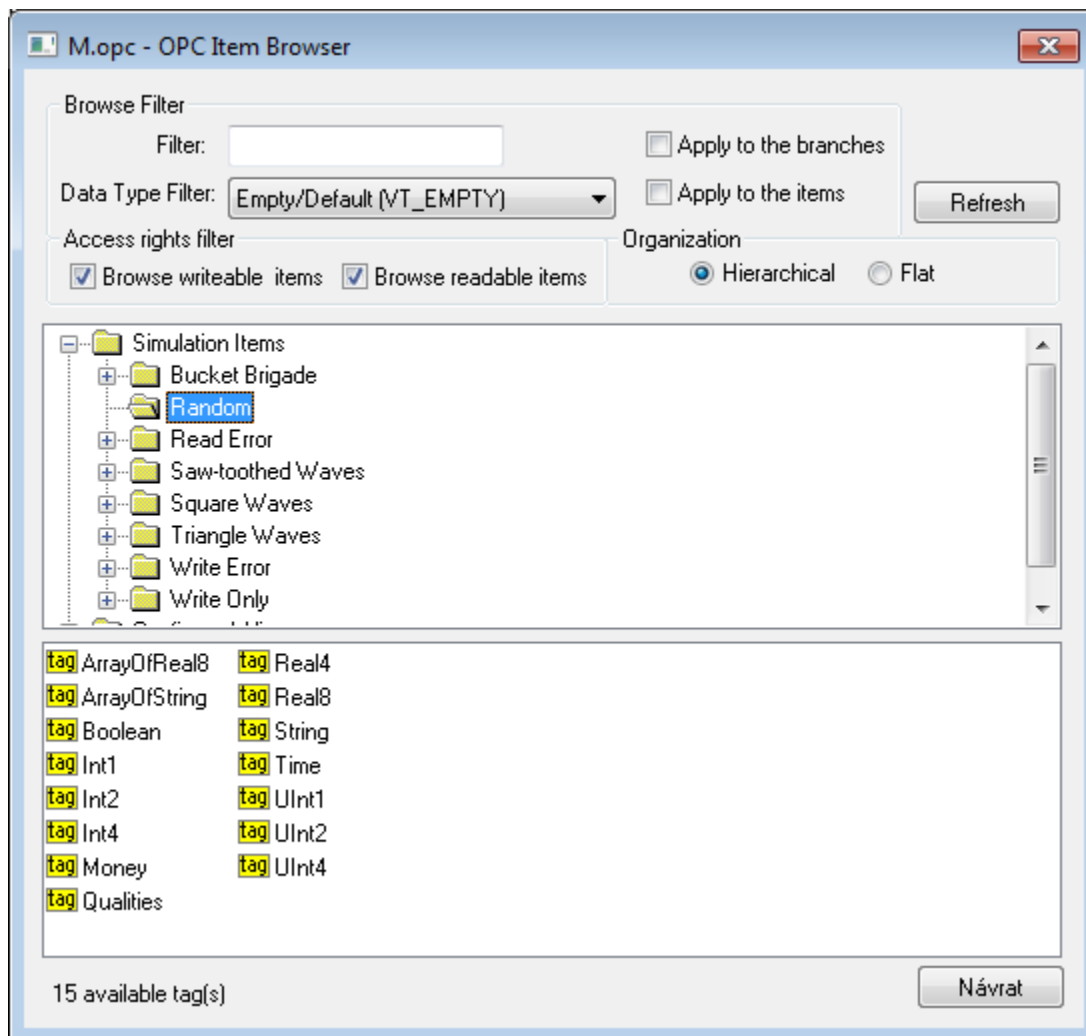 M.opc - OPC Item Browser
Browse Filter
Filter:
Apply to the branches
Data Type Filter: Empty/Default (VT_EMPTY)
Apply to the items
Refresh
Access rights filter
Organization
Browse writeable items
Browse readable items
Hierarchical
Flat
Simulation Items
Bucket Brigade
Random
Read Error
Saw-toothed Waves
Square Waves
Triangle Waves
Write Error
Write Only
tag ArrayOfReal8
tag ArrayOfString
tag Boolean
tag Int1
tag Int2
tag Int4
tag Money
tag Qualities
tag Real4
tag Real8
tag String
tag Time
tag UInt1
tag UInt2
tag UInt4
15 available tag(s)
Návrat